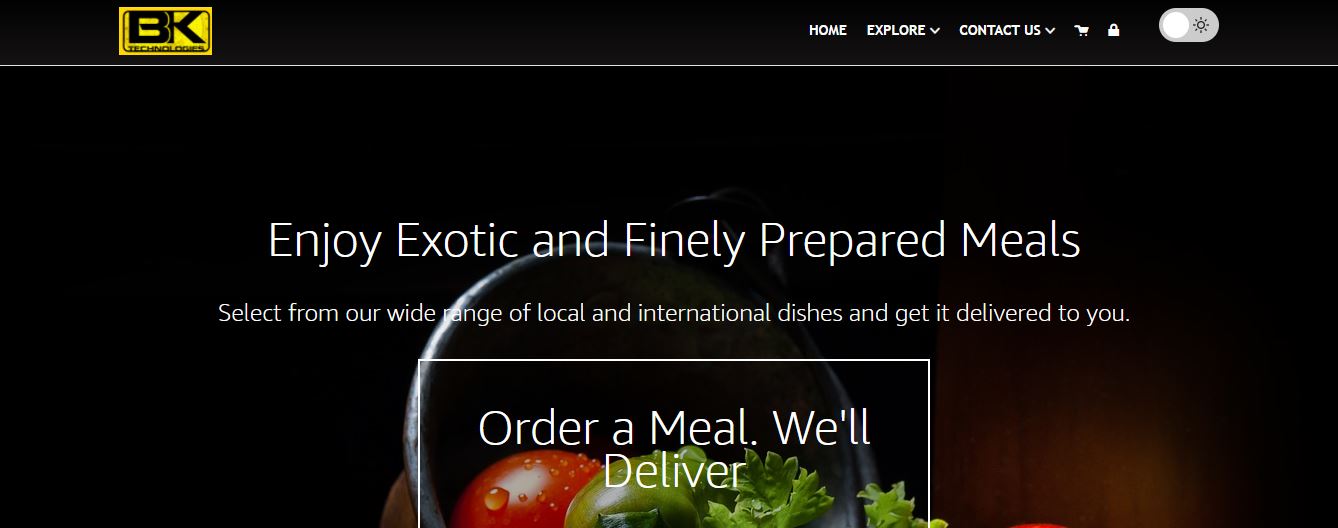 BK
TECHNOLOGIES
HOME EXPLORE CONTACT US
Enjoy Exotic and Finely Prepared Meals
Select from our wide range of local and international dishes and get it delivered to you.
Order a Meal. We'll
Deliver